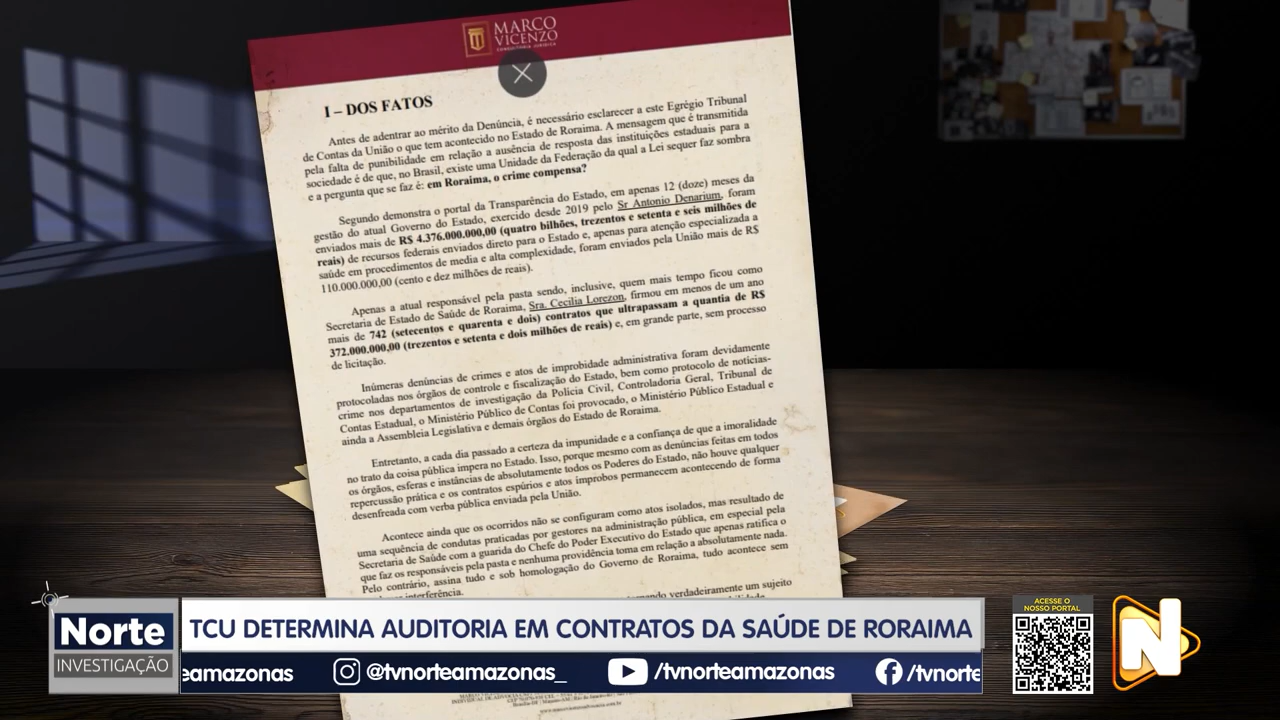 MARCO
VICENZO
CONSULTORIA JURÍDICA
I – DOS FATOS
Antes de adentrar ao mérito da Denúncia, é necessário esclarecer a este Egrégio Tribunal
de Contas da União o que tem acontecido no Estado de Roraima. A mensagem que é transmitida
pela falta de punibilidade em relação a ausência de resposta das instituições estaduais para a
sociedade é de que, no Brasil, existe uma Unidade da Federação da qual a Lei sequer faz sombra
e a pergunta que se faz é: em Roraima, o crime compensa?
Segundo demonstra o portal da Transparência do Estado, em apenas 12 (doze) meses da
gestão do atual Governo do Estado, exercido desde 2019 pelo Sr Antonio Denarium, foram
enviados mais de R$ 4.376.000.000,00 (quatro bilhões, trezentos e setenta e seis milhões de
reais) de recursos federais enviados direto para o Estado e, apenas para atenção especializada a
saúde em procedimentos de media e alta complexidade, foram enviados pela União mais de R$
110.000.000,00 (cento e dez milhões de reais).
Apenas a atual responsável pela pasta sendo, inclusive, quem mais tempo ficou como
Secretaria de Estado de Saúde de Roraima, Sra. Cecilia Lorezon, firmou em menos de um ano
mais de 742 (setecentos e quarenta e dois) contratos que ultrapassam a quantia de R$
372.000.000,00 (trezentos e setenta e dois milhões de reais) e, em grande parte, sem processo
de licitação.
Inúmeras denúncias de crimes e atos de improbidade administrativa foram devidamente
protocoladas nos órgãos de controle e fiscalização do Estado, bem como protocolo de notícias-
crime nos departamentos de investigação da Polícia Civil, Controladoria Geral, Tribunal de
Contas Estadual, o Ministério Público de Contas foi provocado, o Ministério Público Estadual e
ainda a Assembleia Legislativa e demais órgãos do Estado de Roraima.
Entretanto, a cada dia passado a certeza da impunidade e a confiança de que a imoralidade
no trato da coisa pública impera no Estado. Isso, porque mesmo com as denúncias feitas em todos
os órgãos, esferas e instâncias de absolutamente todos os Poderes do Estado, não houve qualquer
repercussão prática e os contratos espúrios e atos ímprobos permanecem acontecendo de forma
desenfreada com verba pública enviada pela União.
Acontece ainda que os ocorridos não se configuram como atos isolados, mas resultado de
uma sequência de condutas praticadas por gestores na administração pública, em especial pela
Secretaria de Saúde com a guarida do Chefe do Poder Executivo do Estado que apenas ratifica o
que faz os responsáveis pela pasta e nenhuma providência toma em relação a absolutamente nada.
Pelo contrário, assina tudo e sob homologação do Governo de Roraima, tudo acontece sem
interferência.
verdadeiramente um sujeito
Norte
INVESTIGAÇÃO
TCU DETERMINA AUDITORIA EM CONTRATOS DA SAÚDE DE RORAIMA
eamazonas @tvnorteamazonas_ /tvnorteamazonas /tvnorte
ACESSE O
NOSSO PORTAL
N